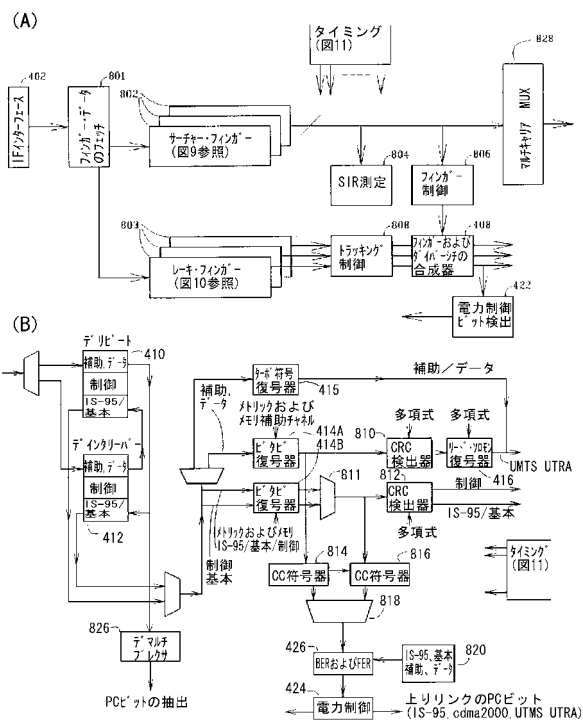 (A)
タイミング
(図11)
828
402
801
802
IFインターフェース
フィンガー・データ
のフェッチ
サーチャー・フィンガー
(図9参照)
マルチキャリア MUX
804
806
SIR測定
フィンガー
制御
803
808
408
レーキ・フィンガー
(図10参照)
トラッキング
制御
フィンガーおよび
ダイバーシチの
合成器
422
電力制御
ビット検出
(B)
デリピート
410
補助,データ
制御
IS-95/
基本
デインタリーバー
補助,データ
制御
IS-95/
基本
412
ターボ符号
復号器
415
補助/データ
補助,
データ
メトリックおよび
メモリ補助チャネル
414A
414B
ビタビ
復号器
810
多項式
CRC
検出器
多項式
リード・ソロモン
復号器
416
UMTS UTRA
811
812
ビタビ
復号器
CRC
検出器
制御
IS-95/基本
多項式
メトリックおよびメモリ
IS-95/基本/制御
制御
基本
814
816
CC符号器
CC符号器
818
タイミング
(図11)
826
デマルチ
プレクサ
PCビットの抽出
426
BERおよびFER
IS-95,基本
補助,データ
820
424
電力制御
上りリンクのPCビット
(IS-95,cdma2000,UTMS UTRA)